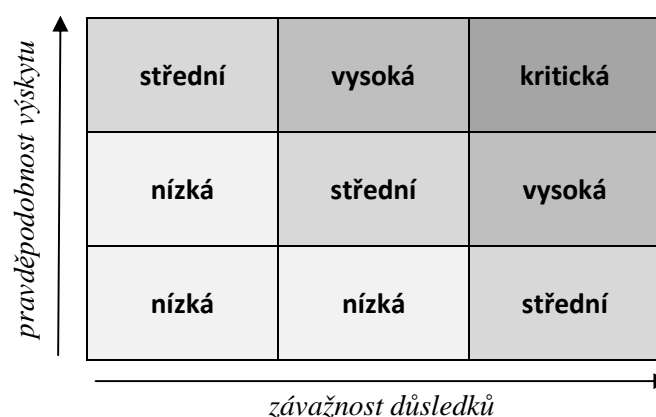 pravděpodobnost výskytu
střední vysoká kritická
nízká střední vysoká
nízká nízká střední
závažnost důsledků